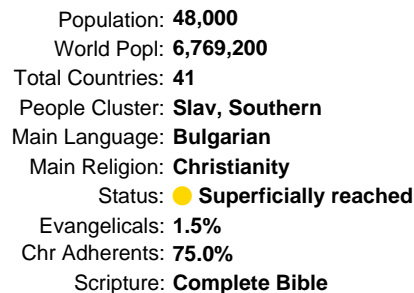 Population: 48,000
World Popl: 6,769,200
Total Countries: 41
People Cluster: Slav, Southern
Main Language: Bulgarian
Main Religion: Christianity
Status: Superficially reached
Evangelicals: 1.5%
Chr Adherents: 75.0%
Scripture: Complete Bible